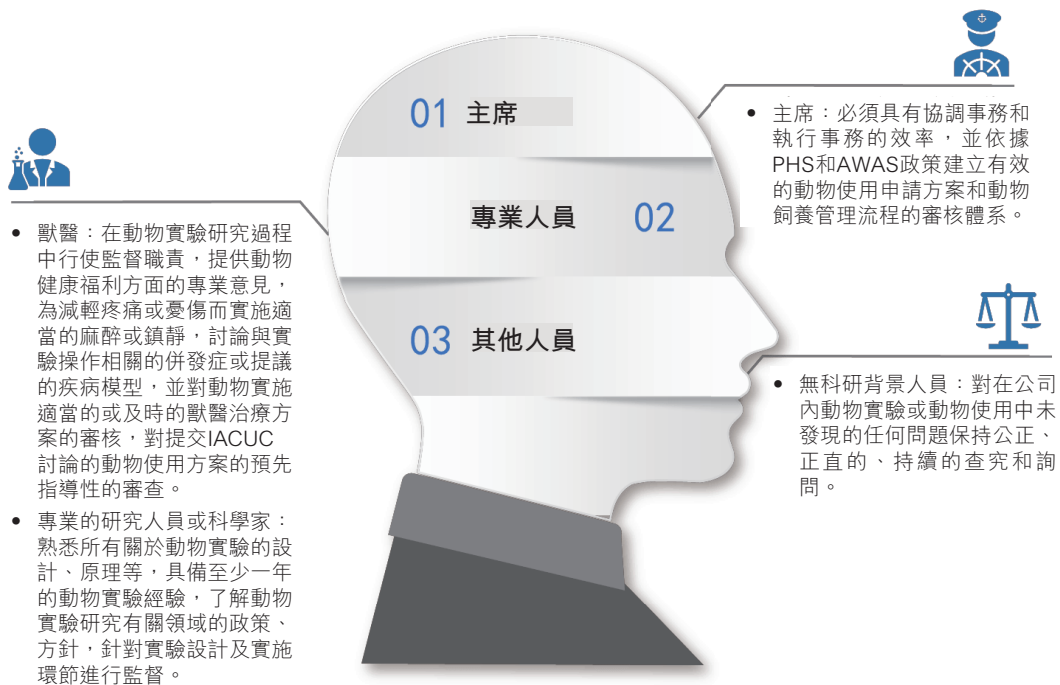 01 主席
專業人員 02
03 其他人員
• 主席：必須具有協調事務和
執行事務的效率，並依據
PHS和AWAS政策建立有效
的動物使用申請方案和動物
飼養管理流程的審核體系。
• 獸醫：在動物實驗研究過程
中行使監督職責，提供動物
健康福利方面的專業意見，
為減輕疼痛或憂傷而實施適
當的麻醉或鎮靜，討論與實
驗操作相關的併發症或提議
的疾病模型，並對動物實施
適當的或及時的獸醫治療方
案的審核，對提交IACUC
討論的動物使用方案的預先
指導性的審查。
• 專業的研究人員或科學家：
熟悉所有關於動物實驗的設
計、原理等，具備至少一年
的動物實驗經驗，了解動物
實驗研究有關領域的政策、
方針，針對實驗設計及實施
環節進行監督。
• 無科研背景人員：對在公司
內動物實驗或動物使用中未
發現的任何問題保持公正、
正直的、持續的查究和詢
問。